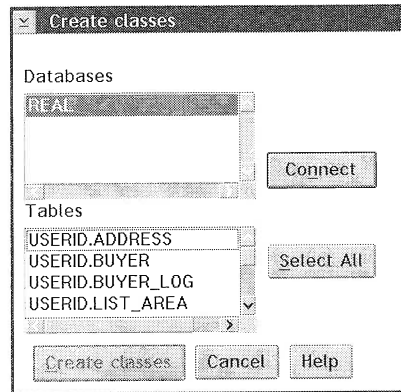 Create classes
Databases
REAL
Connect
Tables
USERID.ADDRESS
USERID.BUYER
USERID.BUYER_LOG
USERID.LIST_AREA
Select All
Create classes Cancel Help